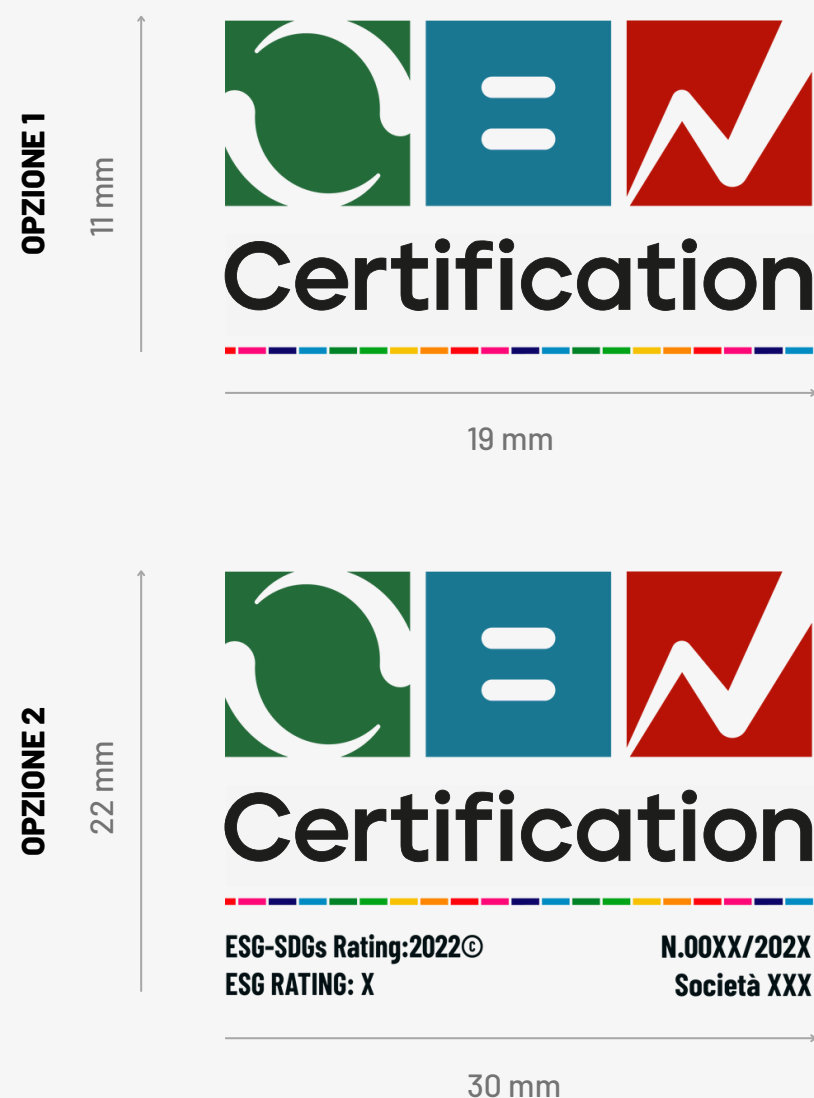 OPZIONE 1
11 mm
Certification
19 mm
OPZIONE 2
22 mm
Certification
ESG-SDGs Rating:2022© N.00XX/202X
ESG RATING: X Società XXX
30 mm